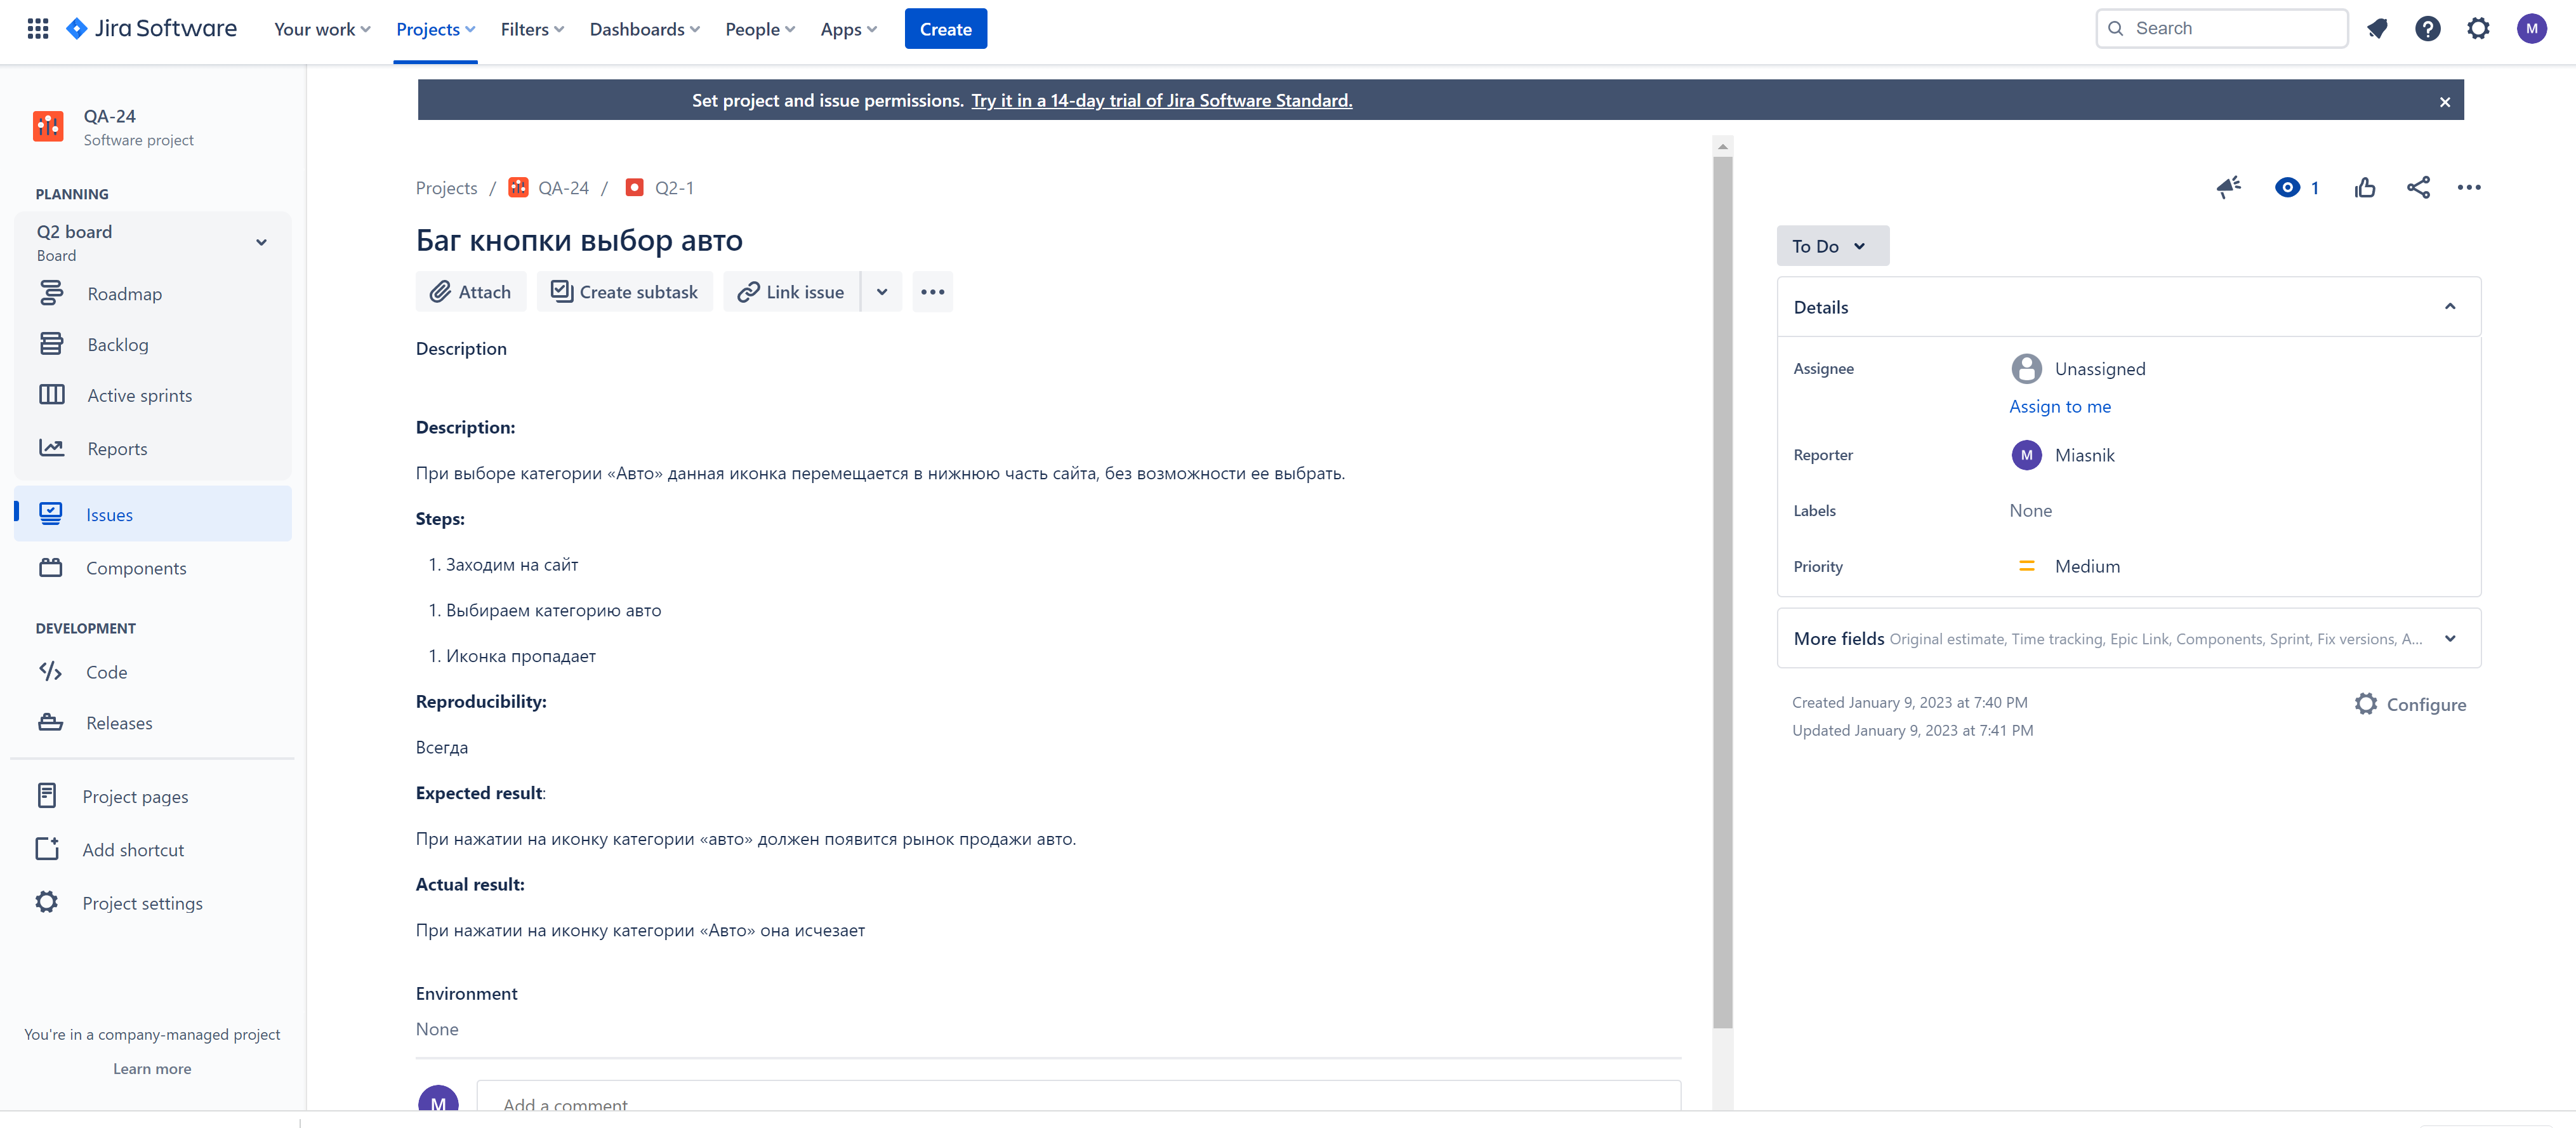 Jira Software
Your work
Projects
Filters
Dashboards
People
Apps
Create
Search
M
QA-24
Software project
PLANNING
Q2 board
Board
Roadmap
Backlog
Active sprints
Reports
Issues
Components
DEVELOPMENT
Code
Releases
Project pages
Add shortcut
Project settings
You're in a company-managed project
Learn more
Set project and issue permissions. Try it in a 14-day trial of Jira Software Standard.
Projects / QA-24 / Q2-1
Баг кнопки выбор авто
Attach
Create subtask
Link issue
Description
Description:
При выборе категории «Авто» данная иконка перемещается в нижнюю часть сайта, без возможности ее выбрать.
Steps:
1. Заходим на сайт
1. Выбираем категорию авто
1. Иконка пропадает
Reproducibility:
Всегда
Expected result:
При нажатии на иконку категории «авто» должен появится рынок продажи авто.
Actual result:
При нажатии на иконку категории «Авто» она исчезает
Environment
None
M
Add a comment
1
To Do
Details
Assignee
Unassigned
Assign to me
Reporter
M Miasnik
Labels
None
Priority
Medium
More fields Original estimate, Time tracking, Epic Link, Components, Sprint, Fix versions, A...
Created January 9, 2023 at 7:40 PM
Configure
Updated January 9, 2023 at 7:41 PM